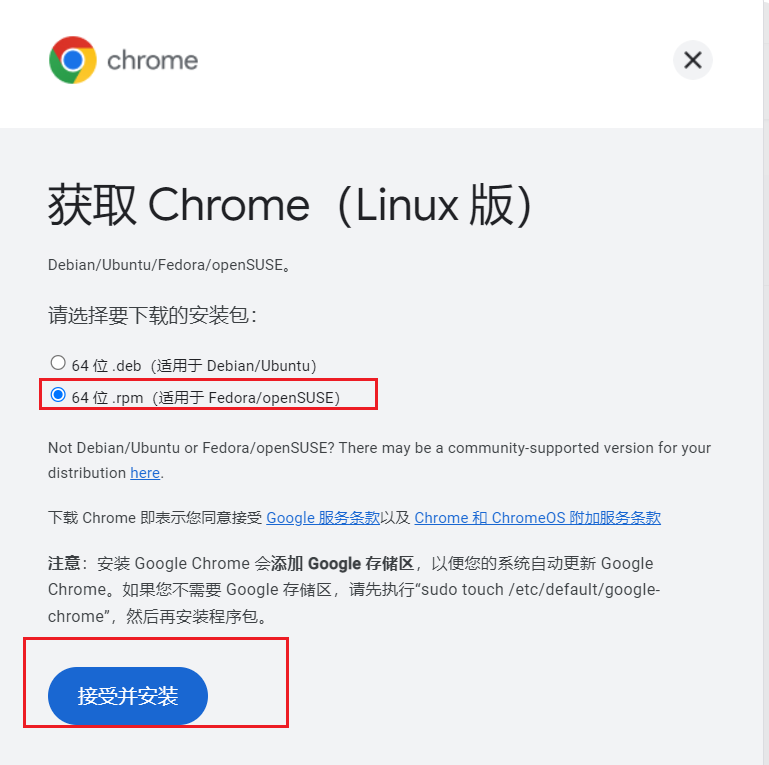 chrome
获取 Chrome（Linux 版）
Debian/Ubuntu/Fedora/openSUSE。
请选择要下载的安装包：
64 位 .deb（适用于 Debian/Ubuntu）
64 位 .rpm（适用于 Fedora/openSUSE）
Not Debian/Ubuntu or Fedora/openSUSE? There may be a community-supported version for your
distribution here.
下载 Chrome 即表示您同意接受 Google 服务条款以及 Chrome 和 ChromeOS 附加服务条款
注意：安装 Google Chrome 会添加 Google 存储区，以便您的系统自动更新 Google
Chrome。如果您不需要 Google 存储区，请先执行“sudo touch /etc/default/google-
chrome”，然后再安装程序包。
接受并安装